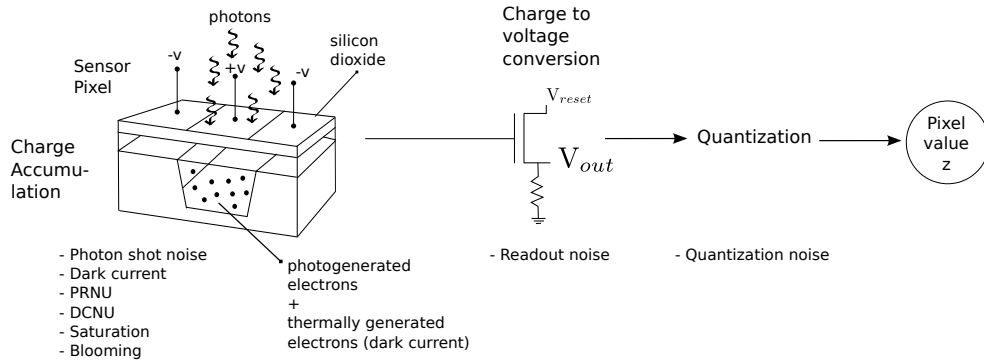 photons
silicon
dioxide
Sensor
Pixel
-v
+v
-v
Charge
Accumu-
lation
Charge to
voltage
conversion
V_reset
V_out
Quantization
Pixel
value
z
- Photon shot noise
- Dark current
- PRNU
- DCNU
- Saturation
- Blooming
photogenerated
electrons
+
thermally generated
electrons (dark current)
- Readout noise
- Quantization noise